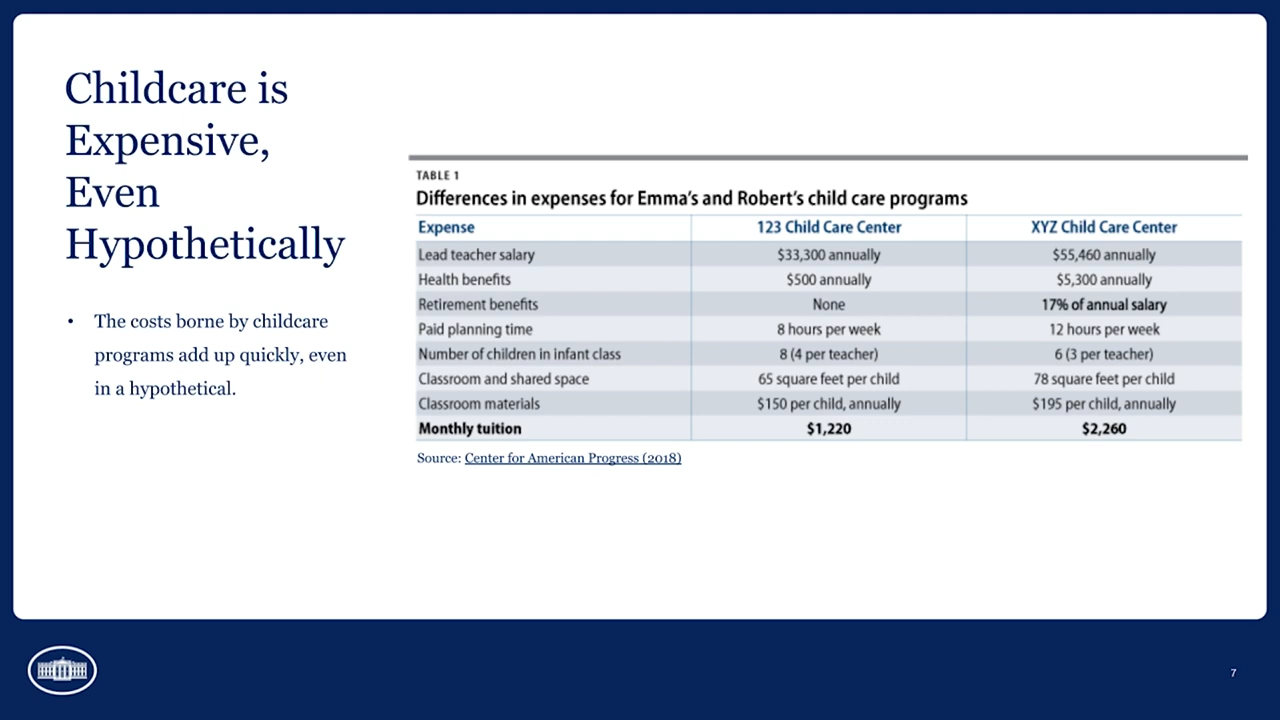 Childcare is
Expensive,
Even
Hypothetically
• The costs borne by childcare
programs add up quickly, even
in a hypothetical.
TABLE 1
Differences in expenses for Emma's and Robert's child care programs
Expense 123 Child Care Center XYZ Child Care Center
Lead teacher salary $33,300 annually $55,460 annually
Health benefits $500 annually $5,300 annually
Retirement benefits None 17% of annual salary
Paid planning time 8 hours per week 12 hours per week
Number of children in infant class 8 (4 per teacher) 6 (3 per teacher)
Classroom and shared space 65 square feet per child 78 square feet per child
Classroom materials $150 per child, annually $195 per child, annually
Monthly tuition $1,220 $2,260
Source: Center for American Progress (2018)
7